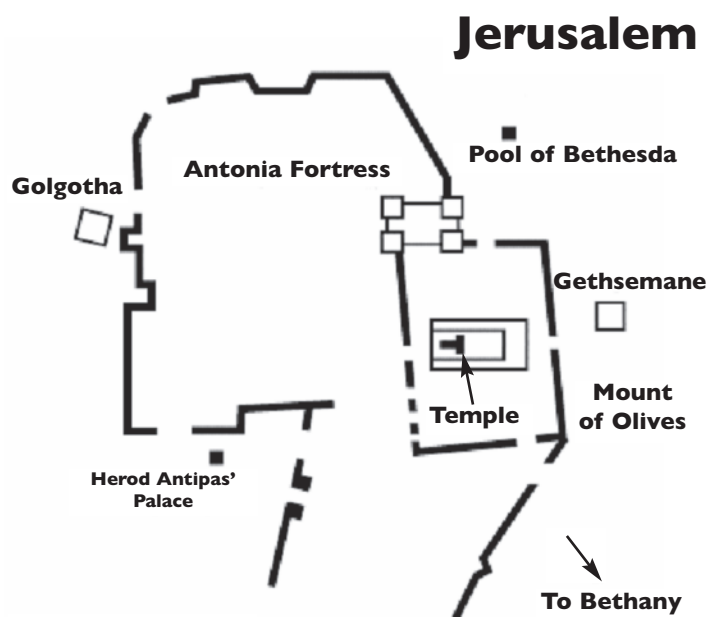 Jerusalem
Pool of Bethesda
Antonia Fortress
Golgotha
Gethsemane
Mount
of Olives
Temple
Herod Antipas’
Palace
To Bethany